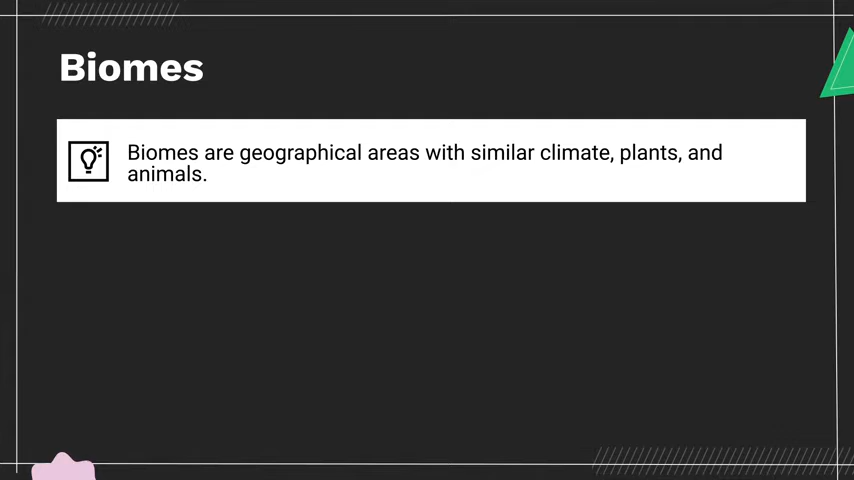 Biomes
Biomes are geographical areas with similar climate, plants, and
animals.